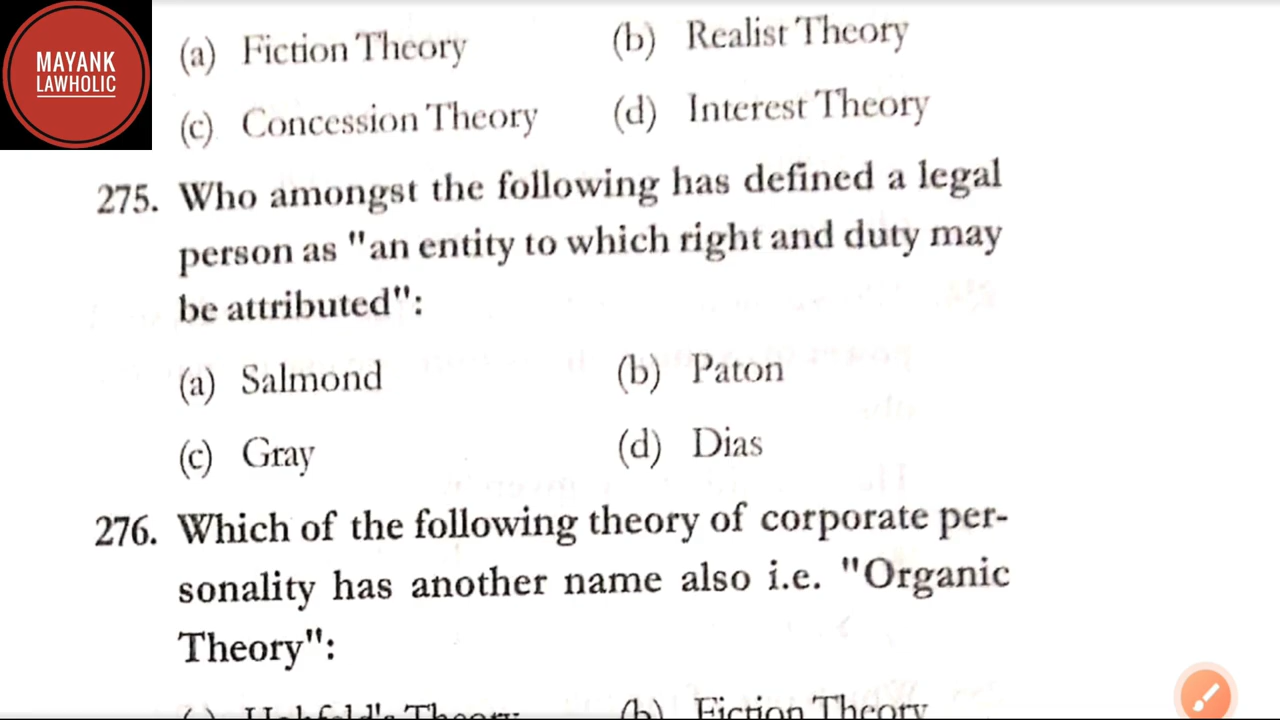 MAYANK
LAWHOLIC
(a) Fiction Theory (b) Realist Theory
(c) Concession Theory (d) Interest Theory
275. Who amongst the following has defined a legal
person as "an entity to which right and duty may
be attributed":
(a) Salmond (b) Paton
(c) Gray (d) Dias
276. Which of the following theory of corporate per-
sonality has another name also i.e. "Organic
Theory":
(b) Fiction Theory